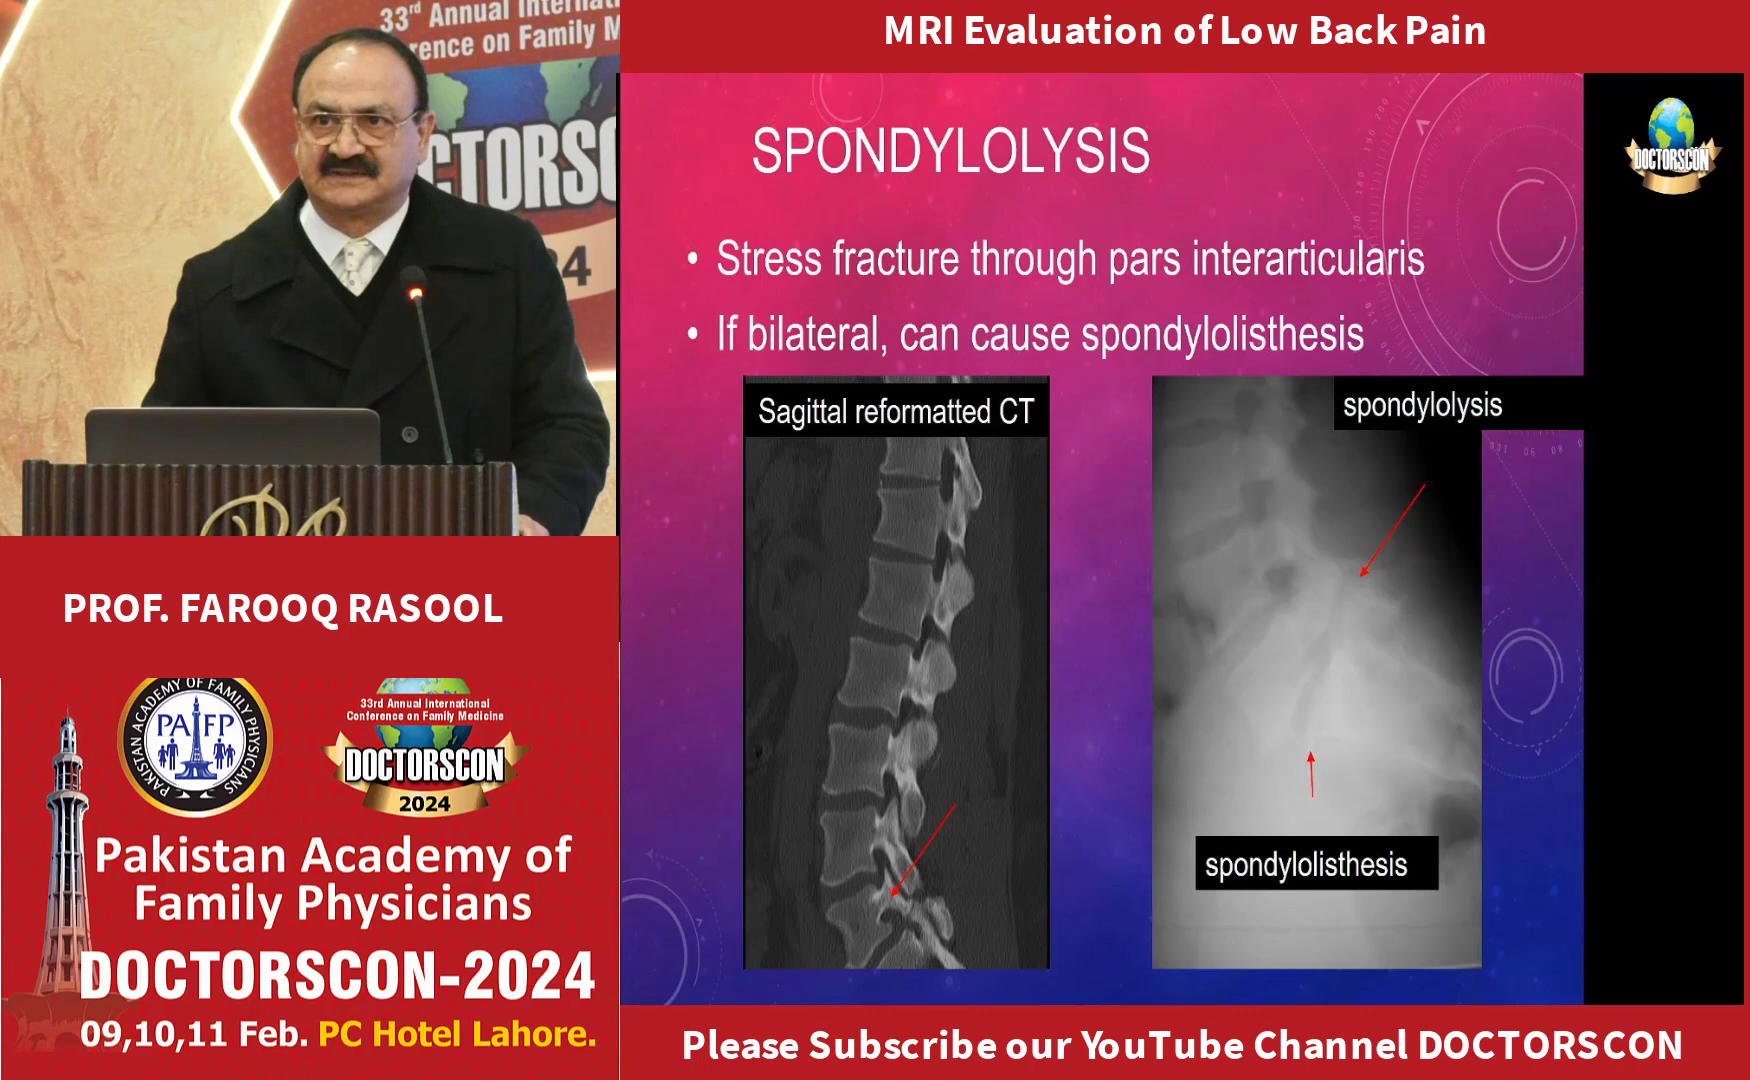 33rd Annual Internati
rence on Family M
CTORSC
24
MRI Evaluation of Low Back Pain
DOCTORSCON
SPONDYLOLYSIS
• Stress fracture through pars interarticularis
• If bilateral, can cause spondylolisthesis
Sagittal reformatted CT
spondylolysis
spondylolisthesis
PROF. FAROOQ RASOOL
PAKISTAN ACADEMY OF FAMILY PHYSICIANS
PAFP
33rd Annual International
Conference on Family Medicine
DOCTORSCON
2024
Pakistan Academy of
Family Physicians
DOCTORSCON-2024
09,10,11 Feb. PC Hotel Lahore.
Please Subscribe our YouTube Channel DOCTORSCON